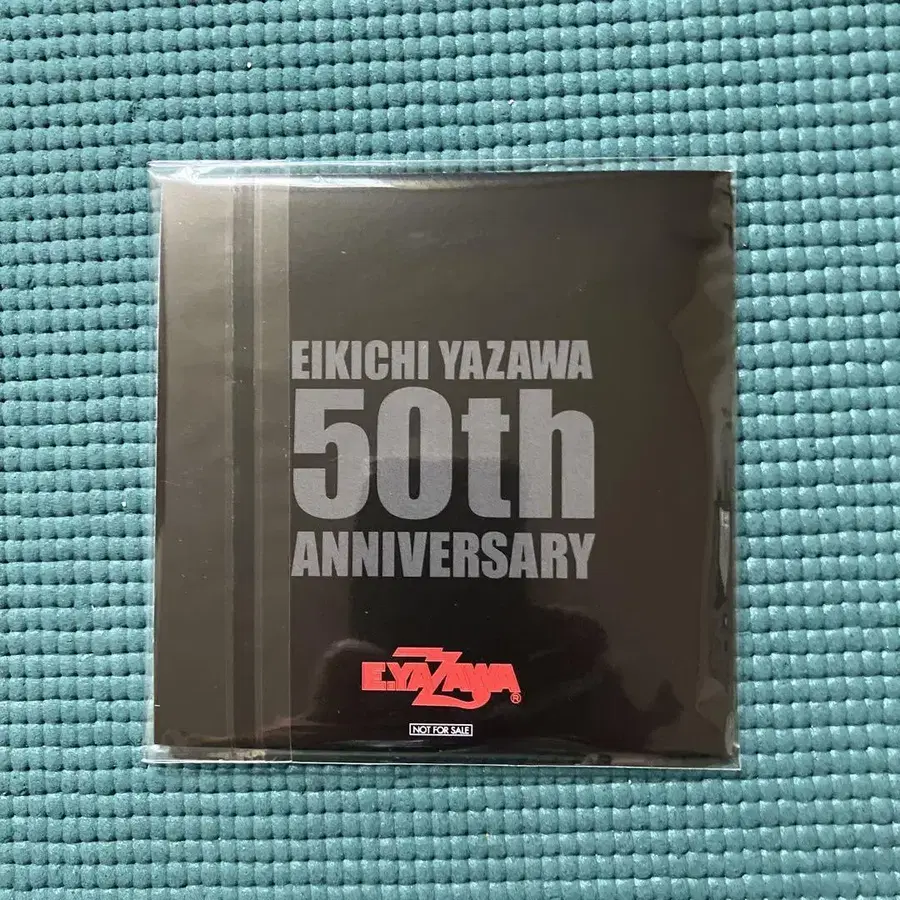 EIKICHI YAZAWA
50th
ANNIVERSARY
E.YAZAWA®
NOT FOR SALE